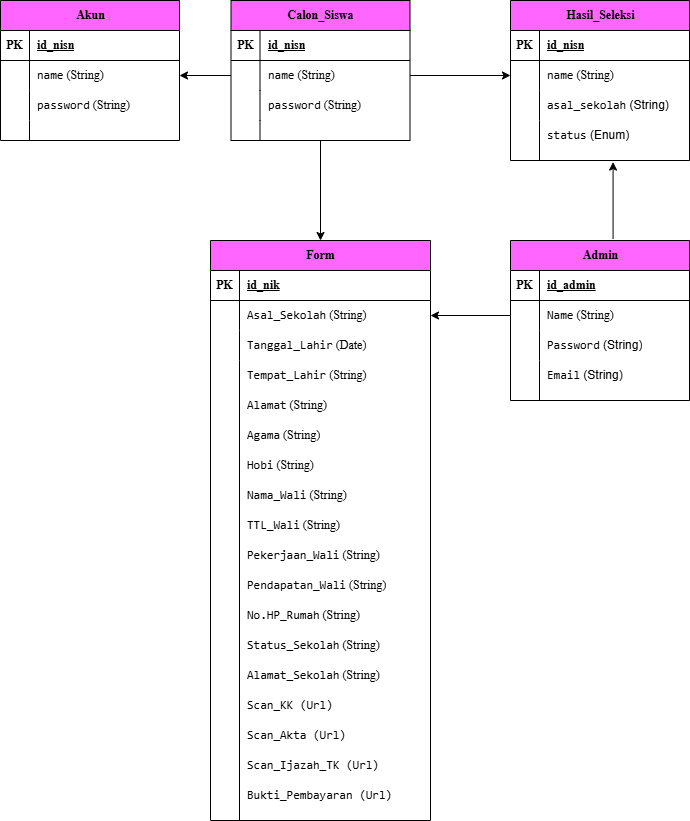 Akun
PK id_nisn
name (String)
password (String)
Calon_Siswa
PK id_nisn
name (String)
password (String)
Hasil_Seleksi
PK id_nisn
name (String)
asal_sekolah (String)
status (Enum)
Form
PK id_nik
Asal_Sekolah (String)
Tanggal_Lahir (Date)
Tempat_Lahir (String)
Alamat (String)
Agama (String)
Hobi (String)
Nama_Wali (String)
TTL_Wali (String)
Pekerjaan_Wali (String)
Pendapatan_Wali (String)
No.HP_Rumah (String)
Status_Sekolah (String)
Alamat_Sekolah (String)
Scan_KK (Url)
Scan_Akta (Url)
Scan_Ijazah_TK (Url)
Bukti_Pembayaran (Url)
Admin
PK id_admin
Name (String)
Password (String)
Email (String)